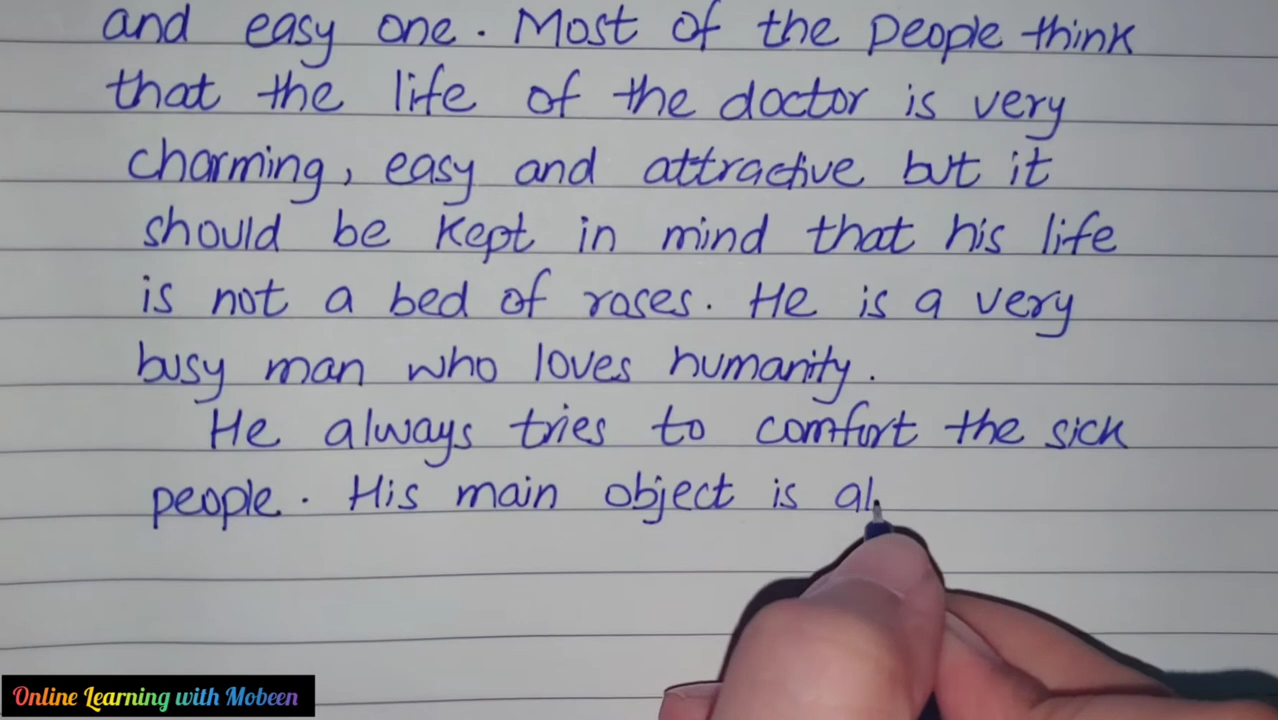 and easy one. Most of the people think
that the life of the doctor is very
charming, easy and attractive but it
should be kept in mind that his life
is not a bed of roses. He is a very
busy man who loves humanity.
He always tries to comfort the sick
people. His main object is al
Online Learning with Mobeen